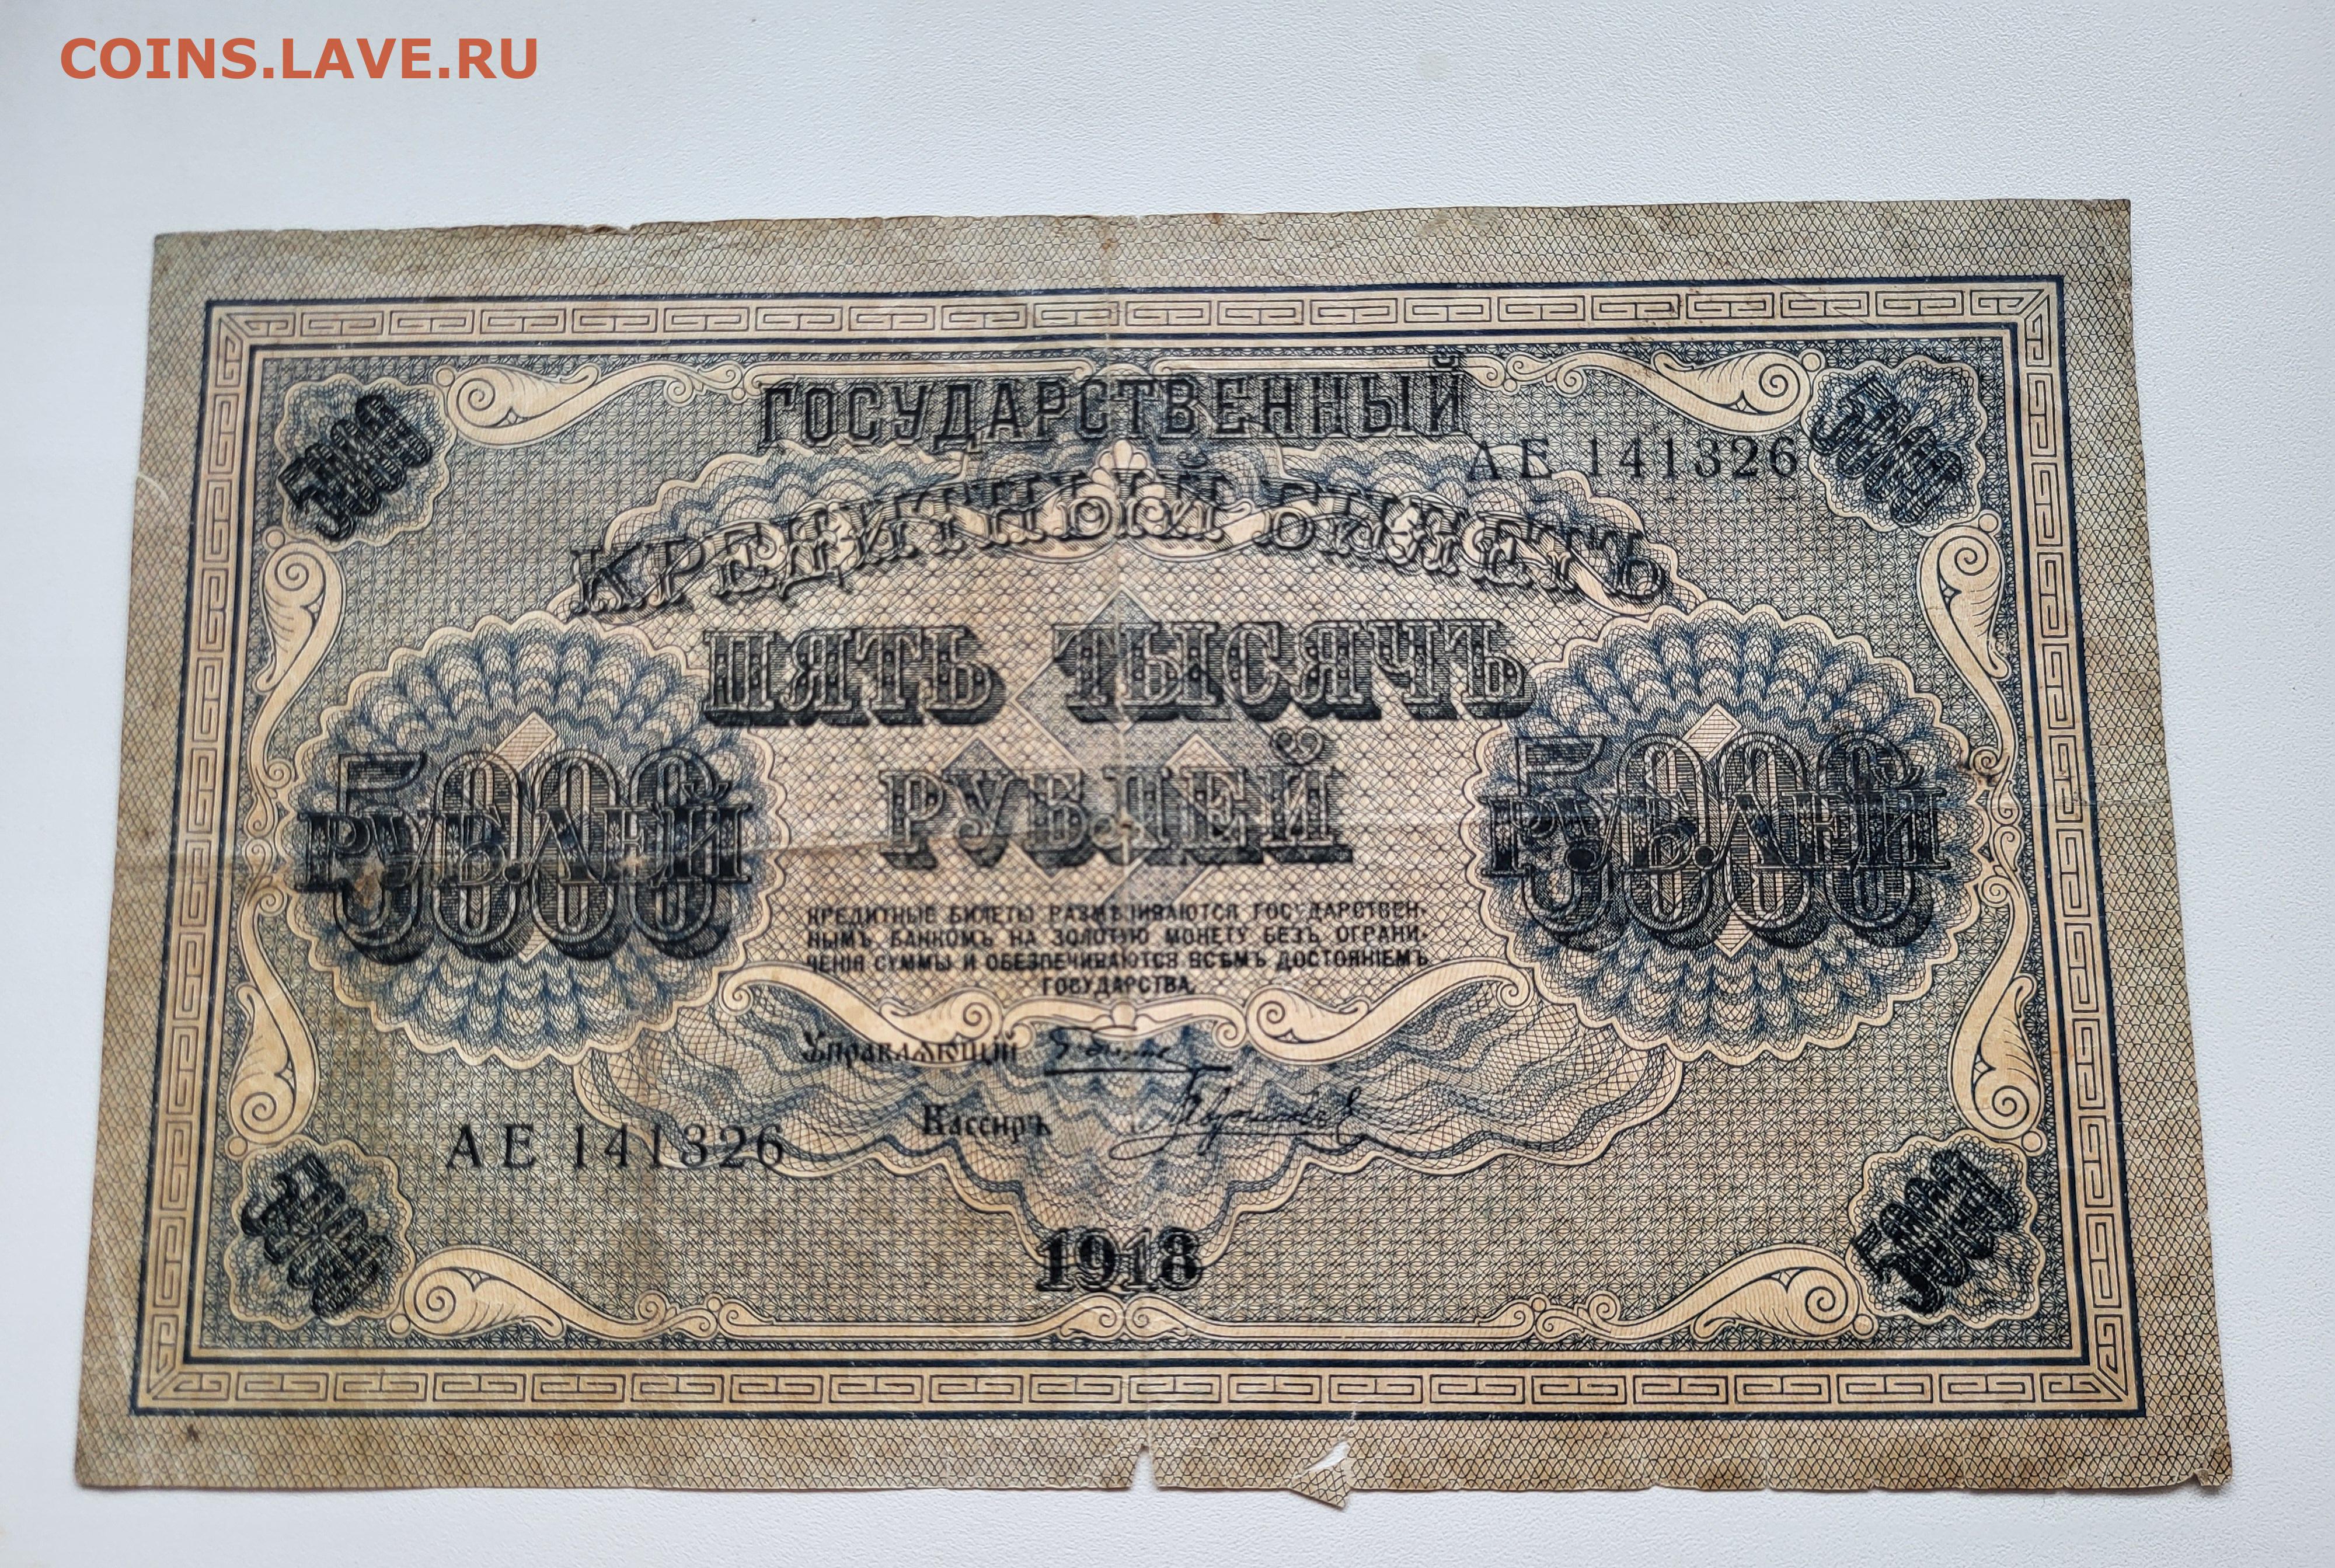 COINS.LAVE.RU
5000
ГОСУДАРСТВЕННЫЙ
5000
АЕ 141326
КРЕДИТНЫЙ БИЛЕТЪ
ПЯТЬ ТЫСЯЧЪ
РУБЛЕЙ
5000
РУБЛЕЙ
5000
РУБЛЕЙ
КРЕДИТНЫЕ БИЛЕТЫ РАЗМѢНИВАЮТСЯ ГОСУДАРСТВЕН-
НЫМЪ БАНКОМЪ НА ЗОЛОТУЮ МОНЕТУ БЕЗЪ ОГРАНИ-
ЧЕНІЯ СУММЫ И ОБЕЗПЕЧИВАЮТСЯ ВСѢМЪ ДОСТОЯНІЕМЪ
ГОСУДАРСТВА.
Управляющій
Кассиръ
АЕ 141326
5000
1918
5000